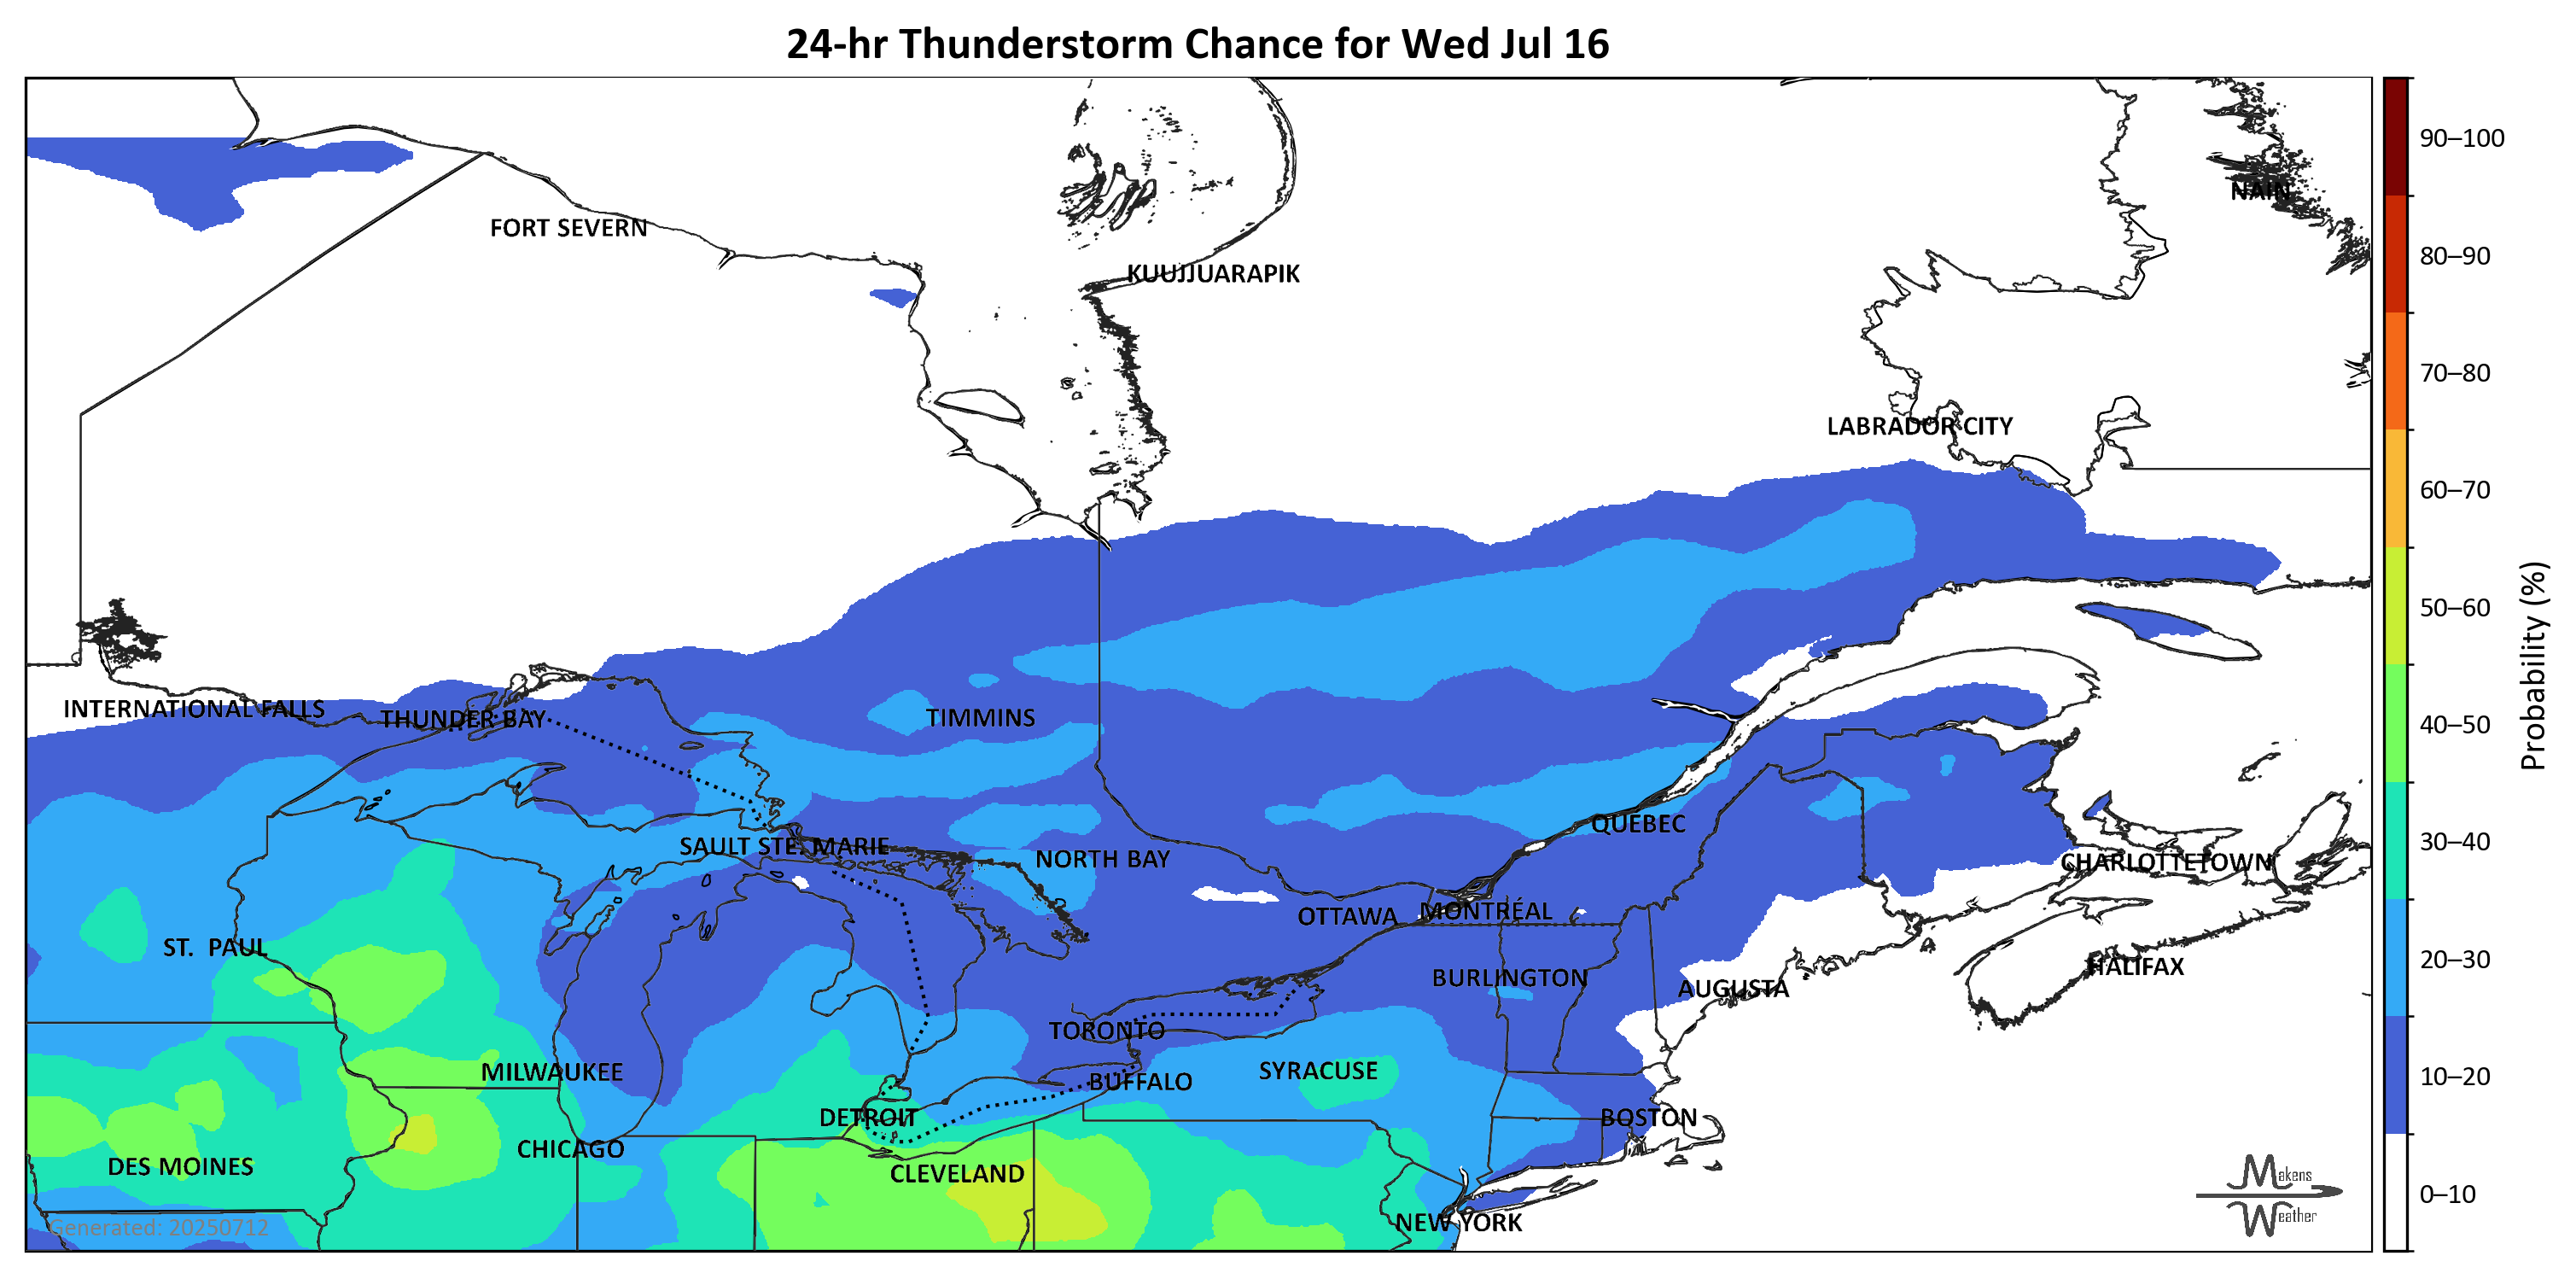 24-hr Thunderstorm Chance for Wed Jul 16
90–100
NAIN
FORT SEVERN
80–90
KUUJJUARAPIK
70–80
LABRADOR CITY
60–70
50–60
Probability (%)
INTERNATIONAL FALLS
THUNDER BAY
TIMMINS
40–50
QUEBEC
SAULT STE. MARIE
NORTH BAY
CHARLOTTETOWN
30–40
OTTAWA
MONTRÉAL
ST. PAUL
HALIFAX
20–30
BURLINGTON
AUGUSTA
TORONTO
MILWAUKEE
SYRACUSE
BUFFALO
10–20
DETROIT
BOSTON
CHICAGO
DES MOINES
CLEVELAND
Makens
Weather
0–10
NEW YORK
Generated: 20250712